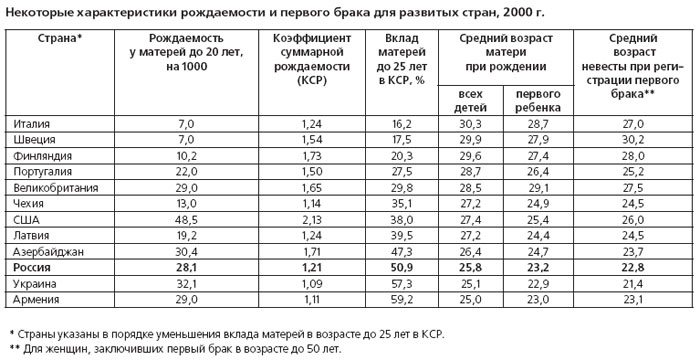 Некоторые характеристики рождаемости и первого брака для развитых стран, 2000 г.
Страна* Рождаемость у матерей до 20 лет, на 1000 Коэффициент суммарной рождаемости (КСР) Вклад матерей до 25 лет в КСР, % Средний возраст матери при рождении Средний возраст невесты при реги–страции первого брака**
всех детей первого ребенка
Италия 7,0 1,24 16,2 30,3 28,7 27,0
Швеция 7,0 1,54 17,5 29,9 27,9 30,2
Финляндия 10,2 1,73 20,3 29,6 27,4 28,0
Португалия 22,0 1,50 27,5 28,7 26,4 25,2
Великобритания 29,0 1,65 29,8 28,5 29,1 27,5
Чехия 13,0 1,14 35,1 27,2 24,9 24,5
США 48,5 2,13 38,0 27,4 25,4 26,0
Латвия 19,2 1,24 39,5 27,2 24,4 24,5
Азербайджан 30,4 1,71 47,3 26,4 24,7 23,7
Россия 28,1 1,21 50,9 25,8 23,2 22,8
Украина 32,1 1,09 57,3 25,1 22,9 21,4
Армения 29,0 1,11 59,2 25,0 23,0 23,1
* Страны указаны в порядке уменьшения вклада матерей в возрасте до 25 лет в КСР.
** Для женщин, заключивших первый брак в возрасте до 50 лет.